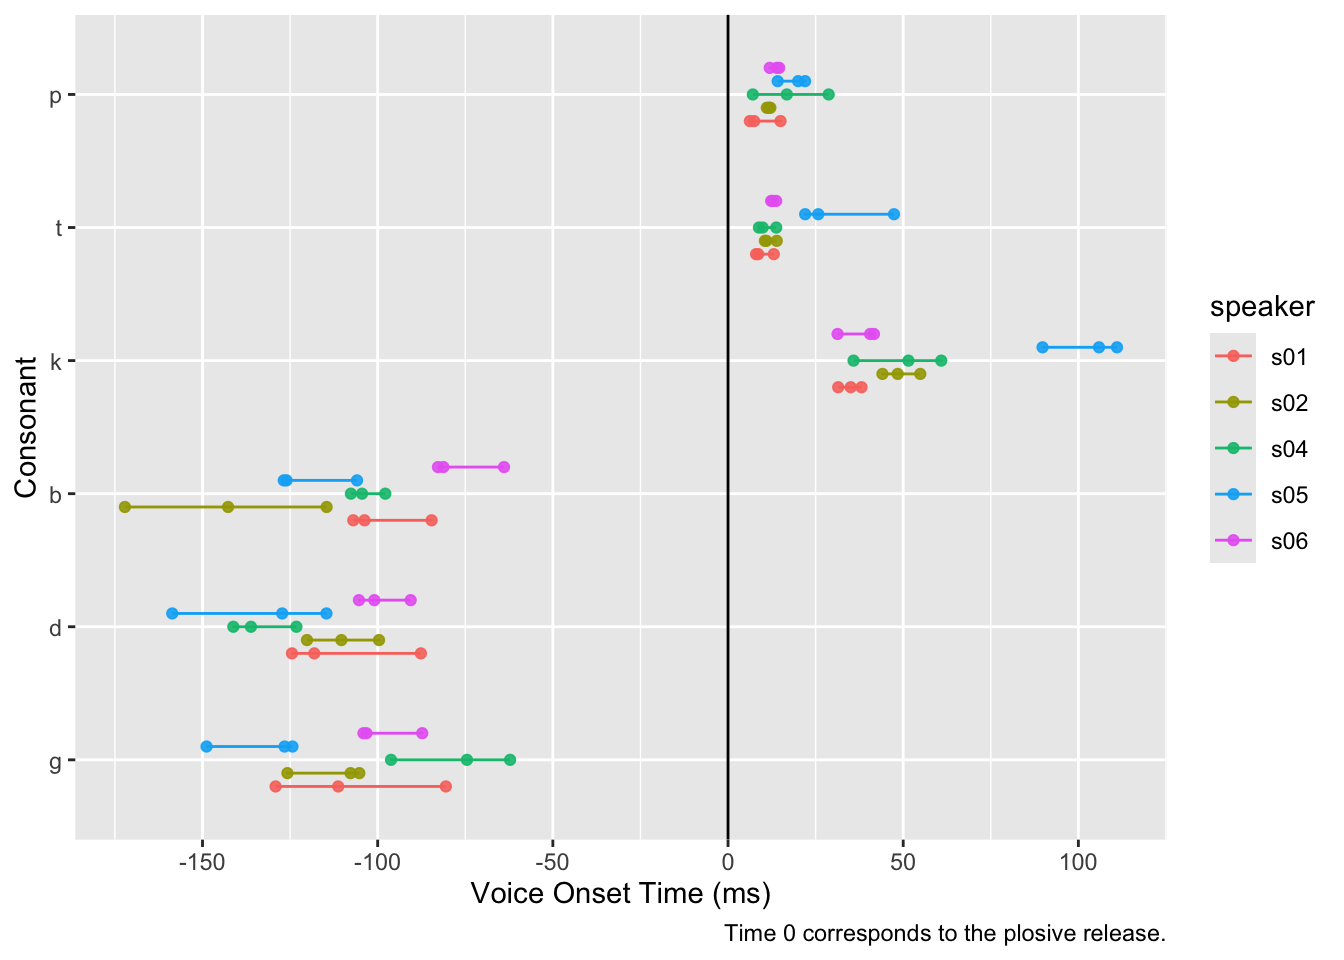 p
t
k
b
d
g
Consonant
-150 -100 -50 0 50 100
Voice Onset Time (ms)
Time 0 corresponds to the plosive release.
speaker
s01
s02
s04
s05
s06